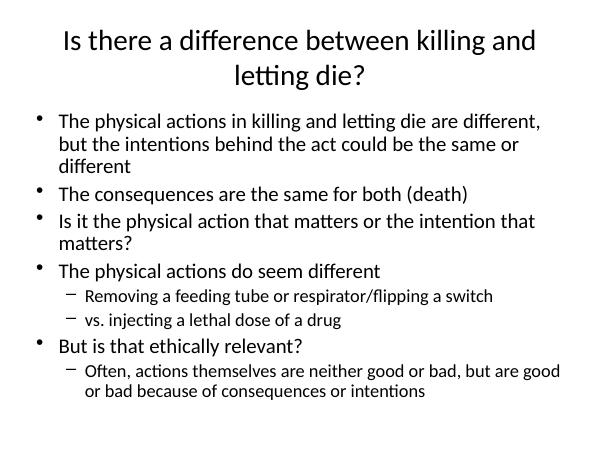 Is there a difference between killing and
letting die?
• The physical actions in killing and letting die are different,
but the intentions behind the act could be the same or
different
• The consequences are the same for both (death)
• Is it the physical action that matters or the intention that
matters?
• The physical actions do seem different
– Removing a feeding tube or respirator/flipping a switch
– vs. injecting a lethal dose of a drug
• But is that ethically relevant?
– Often, actions themselves are neither good or bad, but are good
or bad because of consequences or intentions